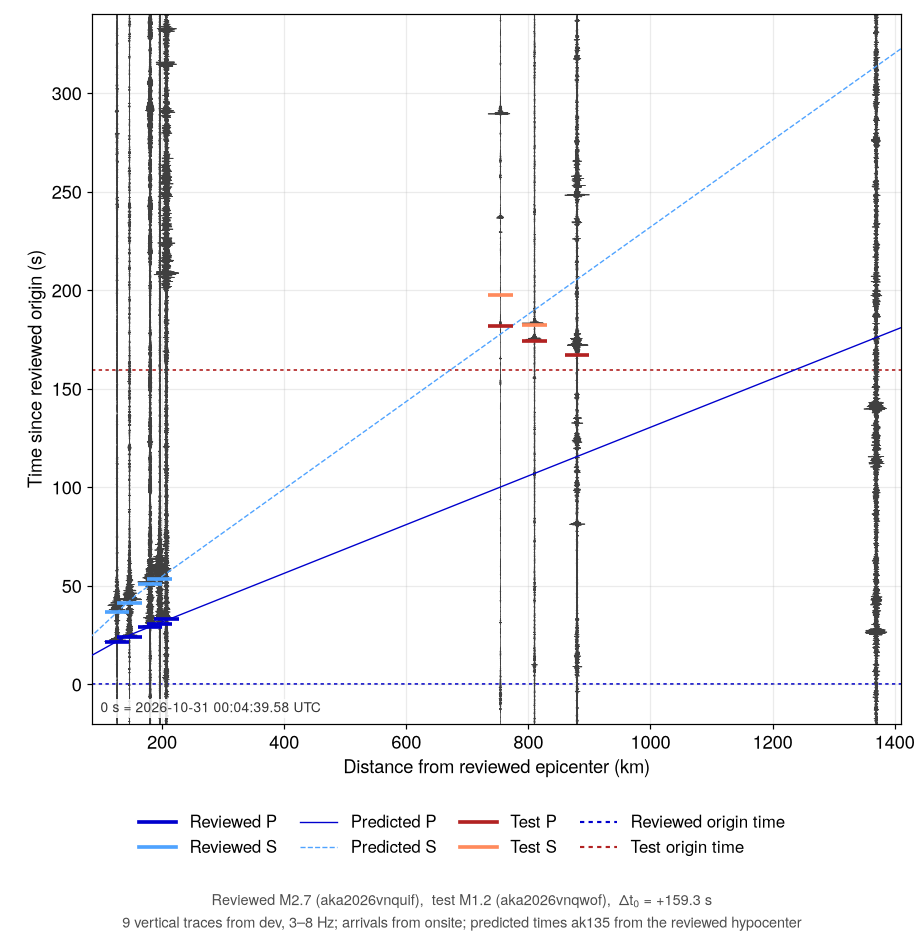 Time since reviewed origin (s)
300
250
200
150
100
50
0
0 s = 2026-10-31 00:04:39.58 UTC
200 400 600 800 1000 1200 1400
Distance from reviewed epicenter (km)
Reviewed P Predicted P Test P Reviewed origin time
Reviewed S Predicted S Test S Test origin time
Reviewed M2.7 (aka2026vnquif), test M1.2 (aka2026vnqwof), Δt₀ = +159.3 s
9 vertical traces from dev, 3–8 Hz; arrivals from onsite; predicted times ak135 from the reviewed hypocenter